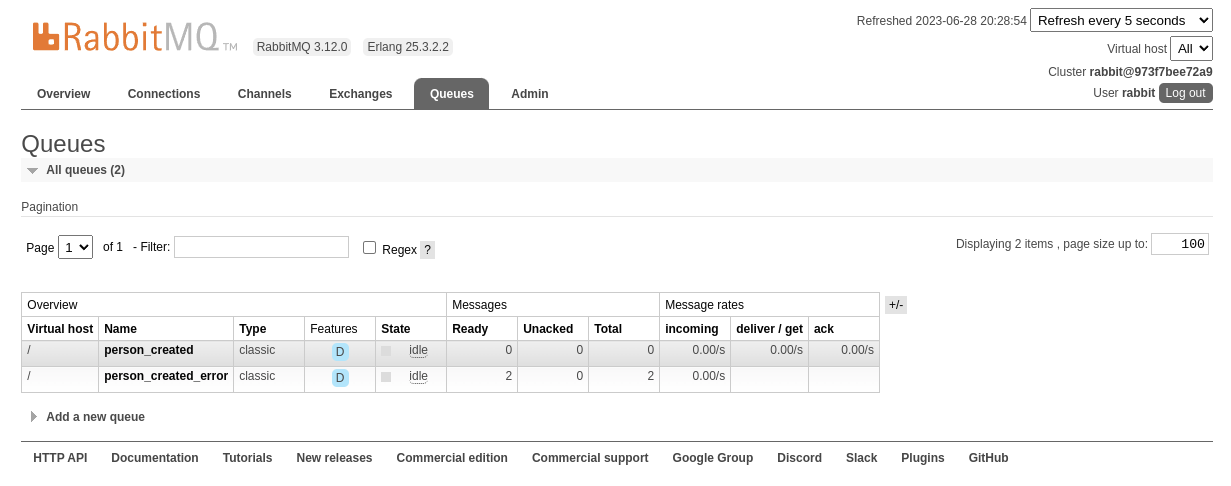 Refreshed 2023-06-28 20:28:54 Refresh every 5 seconds
RabbitMQ TM RabbitMQ 3.12.0 Erlang 25.3.2.2
Virtual host All
Cluster rabbit@973f7bee72a9
User rabbit Log out
Overview Connections Channels Exchanges Queues Admin
Queues
All queues (2)
Pagination
Page 1 of 1 - Filter: Regex ? Displaying 2 items , page size up to: 100
Overview Messages Message rates +/-
Virtual host Name Type Features State Ready Unacked Total incoming deliver / get ack
/ person_created classic D idle 0 0 0 0.00/s 0.00/s 0.00/s
/ person_created_error classic D idle 2 0 2 0.00/s
Add a new queue
HTTP API Documentation Tutorials New releases Commercial edition Commercial support Google Group Discord Slack Plugins GitHub